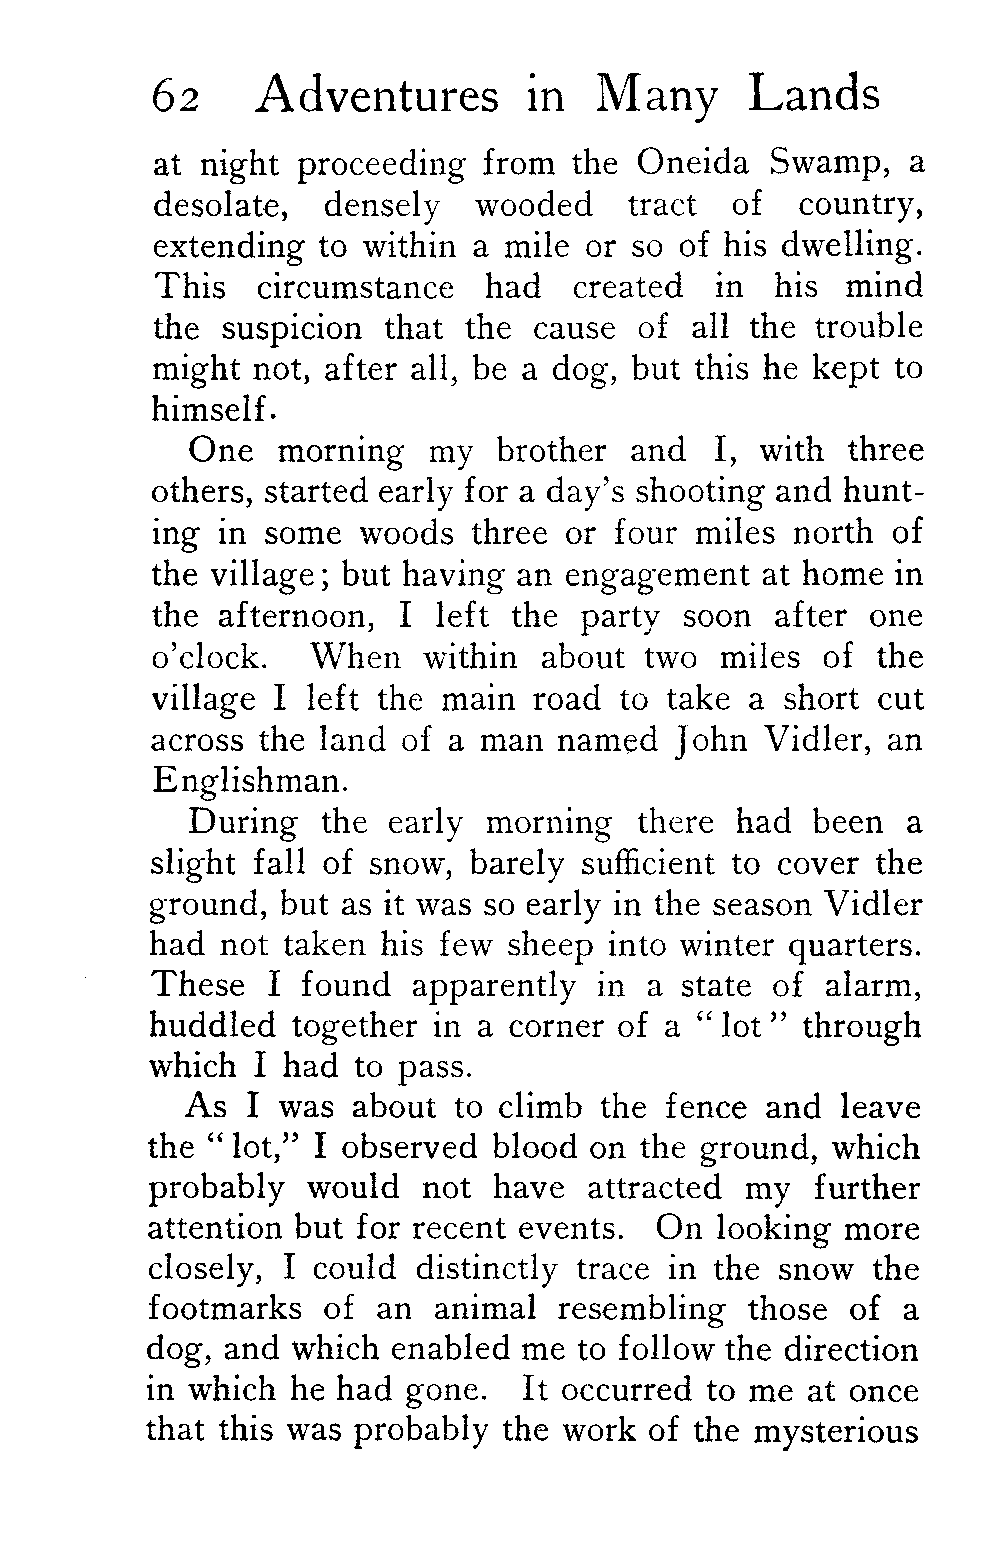 62 Adventures in Many Lands
at night proceeding from the Oneida Swamp, a
desolate, densely wooded tract of country,
extending to within a mile or so of his dwelling.
This circumstance had created in his mind
the suspicion that the cause of all the trouble
might not, after all, be a dog, but this he kept to
himself.
One morning my brother and I, with three
others, started early for a day's shooting and hunt-
ing in some woods three or four miles north of
the village; but having an engagement at home in
the afternoon, I left the party soon after one
o'clock. When within about two miles of the
village I left the main road to take a short cut
across the land of a man named John Vidler, an
Englishman.
During the early morning there had been a
slight fall of snow, barely sufficient to cover the
ground, but as it was so early in the season Vidler
had not taken his few sheep into winter quarters.
These I found apparently in a state of alarm,
huddled together in a corner of a “lot” through
which I had to pass.
As I was about to climb the fence and leave
the “lot,” I observed blood on the ground, which
probably would not have attracted my further
attention but for recent events. On looking more
closely, I could distinctly trace in the snow the
footmarks of an animal resembling those of a
dog, and which enabled me to follow the direction
in which he had gone. It occurred to me at once
that this was probably the work of the mysterious